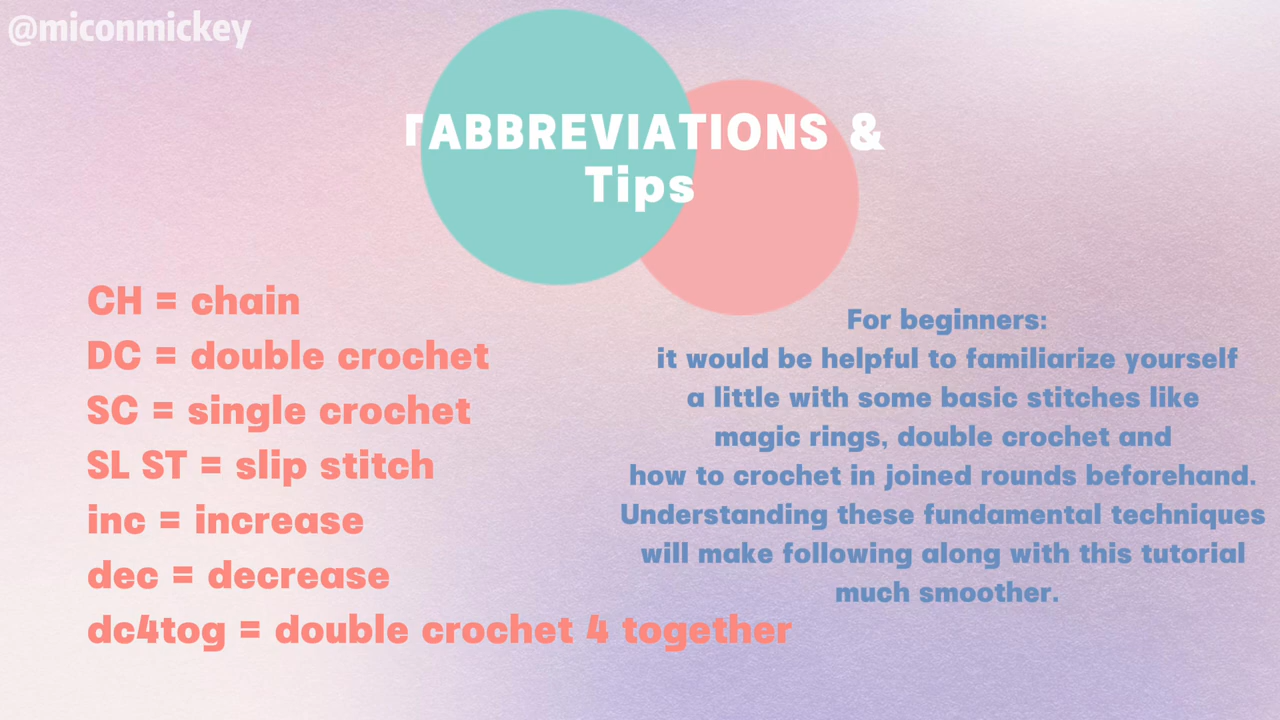 @miconmickey
ABBREVIATIONS &
Tips
CH = chain
DC = double crochet
SC = single crochet
SL ST = slip stitch
inc = increase
dec = decrease
dc4tog = double crochet 4 together
For beginners:
it would be helpful to familiarize yourself
a little with some basic stitches like
magic rings, double crochet and
how to crochet in joined rounds beforehand.
Understanding these fundamental techniques
will make following along with this tutorial
much smoother.